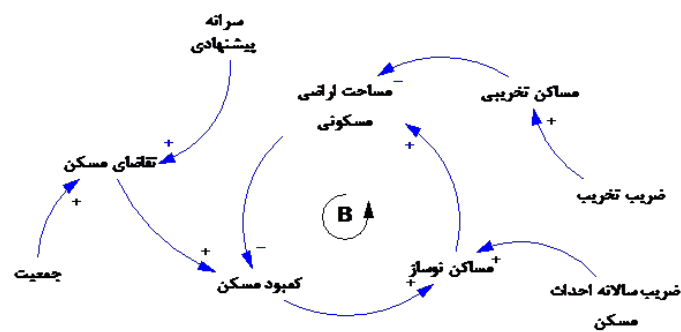 سرانه
پیشنهادی
مساحت اراضی
مسکونی
مساکن تخریبی
تقاضای مسکن
ضریب تخریب
جمعیت
کمبود مسکن
مساکن نوساز
ضریب سالانه احداث
مسکن
B
+
+
+
+
−
+
+
+
−
+